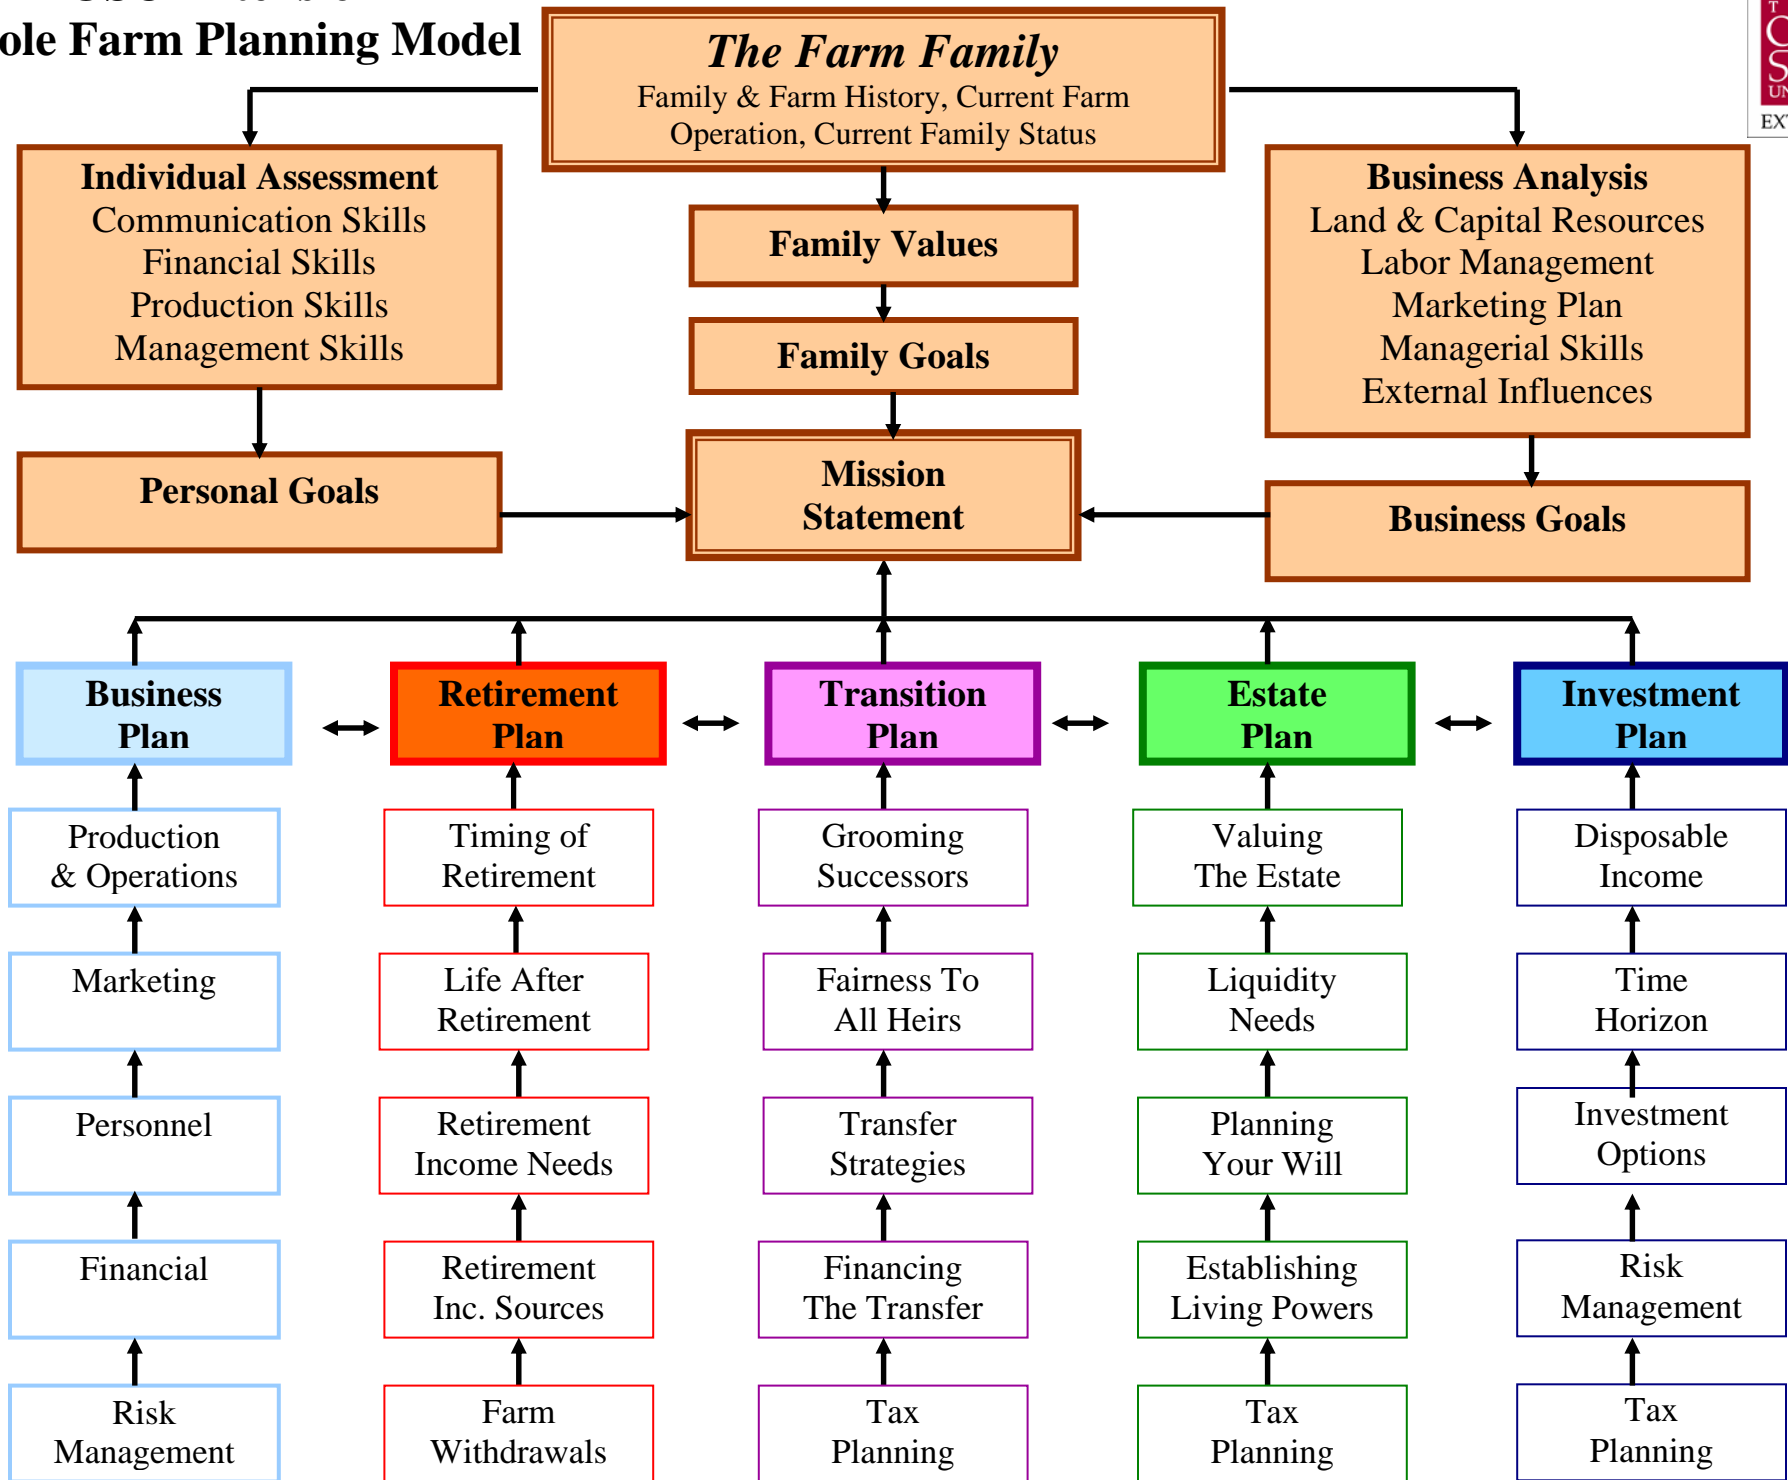 ole Farm Planning Model
The Farm Family
Family & Farm History, Current Farm
Operation, Current Family Status
T
O
S
UN
EXT
Individual Assessment
Communication Skills
Financial Skills
Production Skills
Management Skills
Family Values
Family Goals
Business Analysis
Land & Capital Resources
Labor Management
Marketing Plan
Managerial Skills
External Influences
Personal Goals
Mission
Statement
Business Goals
Business
Plan
Retirement
Plan
Transition
Plan
Estate
Plan
Investment
Plan
Production
& Operations
Timing of
Retirement
Grooming
Successors
Valuing
The Estate
Disposable
Income
Marketing
Life After
Retirement
Fairness To
All Heirs
Liquidity
Needs
Time
Horizon
Personnel
Retirement
Income Needs
Transfer
Strategies
Planning
Your Will
Investment
Options
Financial
Retirement
Inc. Sources
Financing
The Transfer
Establishing
Living Powers
Risk
Management
Risk
Management
Farm
Withdrawals
Tax
Planning
Tax
Planning
Tax
Planning